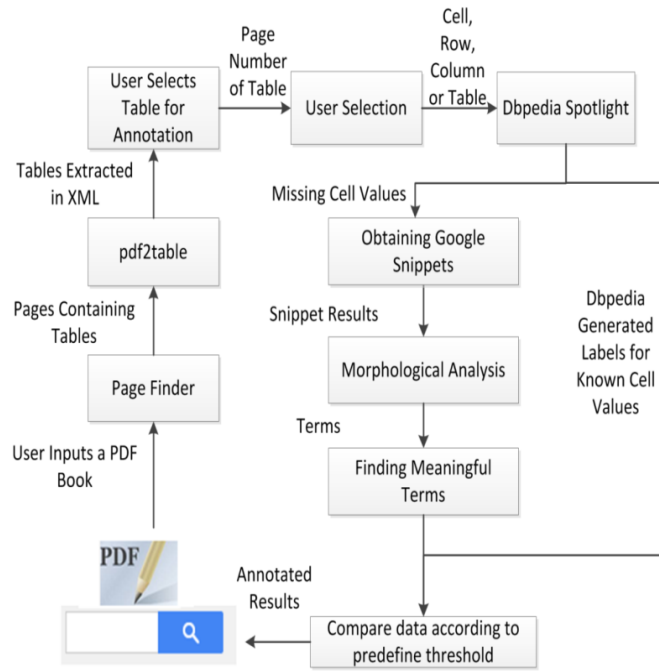 Page
Number
of Table
Cell,
Row,
Column
or Table
User Selects
Table for
Annotation
User Selection
Dbpedia Spotlight
Tables Extracted
in XML
Missing Cell Values
pdf2table
Obtaining Google
Snippets
Pages Containing
Tables
Snippet Results
Dbpedia
Generated
Labels for
Known Cell
Values
Page Finder
Morphological Analysis
Terms
User Inputs a PDF
Book
Finding Meaningful
Terms
PDF
Annotated
Results
Compare data according to
predefine threshold